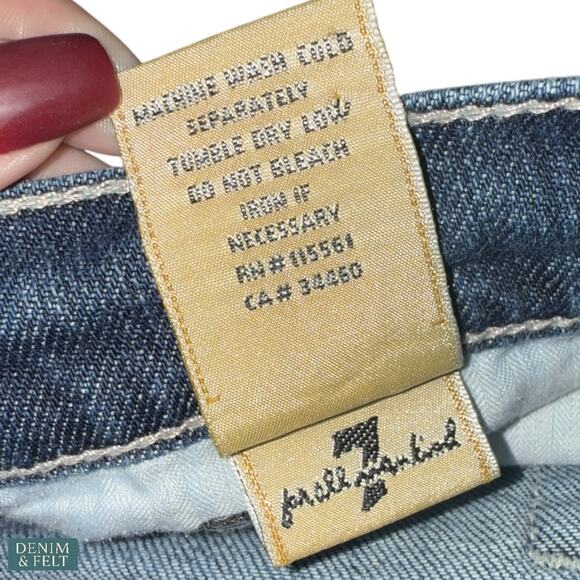 MACHINE WASH COLD
SEPARATELY
TUMBLE DRY LOW
DO NOT BLEACH
IRON IF
NECESSARY
RN# 115561
CA# 34460
7
for all mankind
DENIM
& FELT